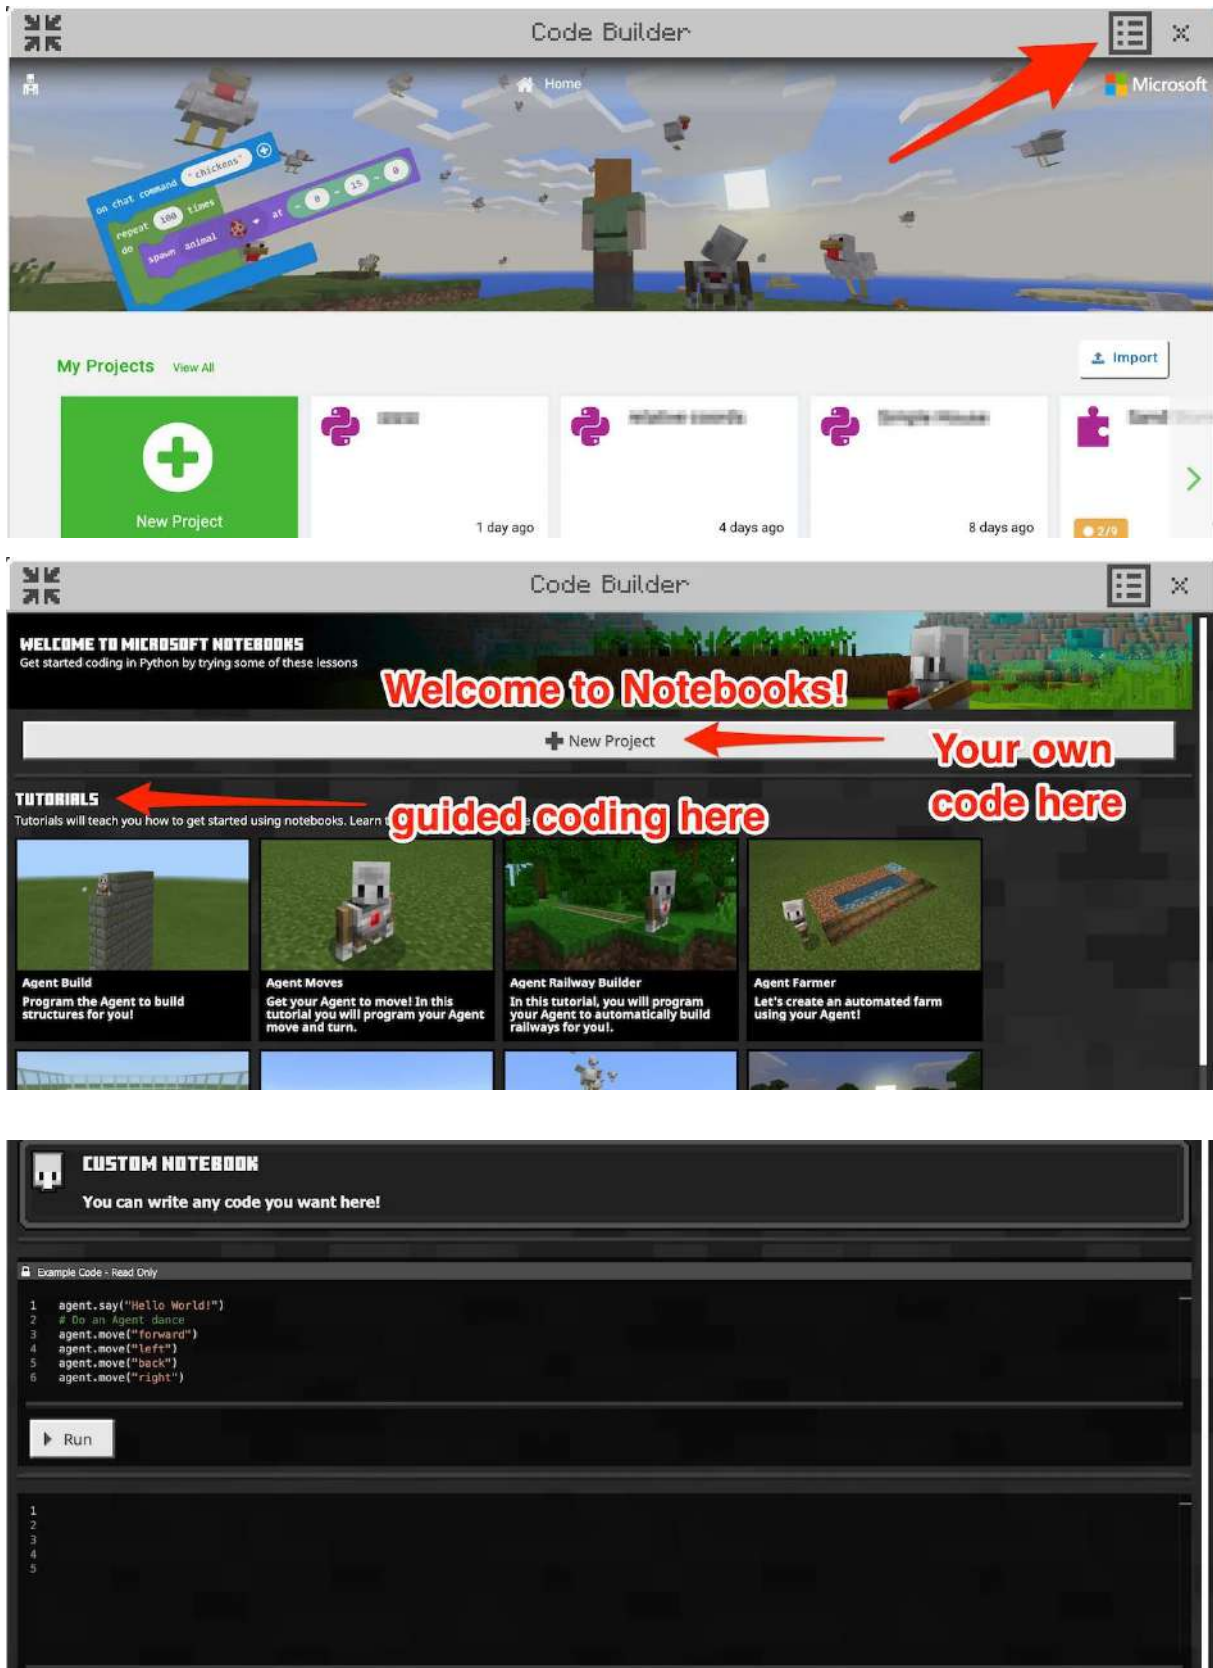 Code Builder
Home
Microsoft
on chat command "chickens"
repeat 100 times
do
spawn animal at ~ 0 ~ 15 ~ 0
My Projects View All
Import
New Project
1 day ago
4 days ago
8 days ago
2/9
Code Builder
WELCOME TO MICROSOFT NOTEBOOKS
Get started coding in Python by trying some of these lessons
Welcome to Notebooks!
New Project
Your own
code here
TUTORIALS
guided coding here
Tutorials will teach you how to get started using notebooks. Learn
Agent Build
Program the Agent to build
structures for you!
Agent Moves
Get your Agent to move! In this
tutorial you will program your Agent
move and turn.
Agent Railway Builder
In this tutorial, you will program
your Agent to automatically build
railways for you!.
Agent Farmer
Let's create an automated farm
using your Agent!
CUSTOM NOTEBOOK
You can write any code you want here!
Example Code - Read Only
1 agent.say("Hello World!")
2 # Do an Agent dance
3 agent.move("forward")
4 agent.move("left")
5 agent.move("back")
6 agent.move("right")
Run
1
2
3
4
5